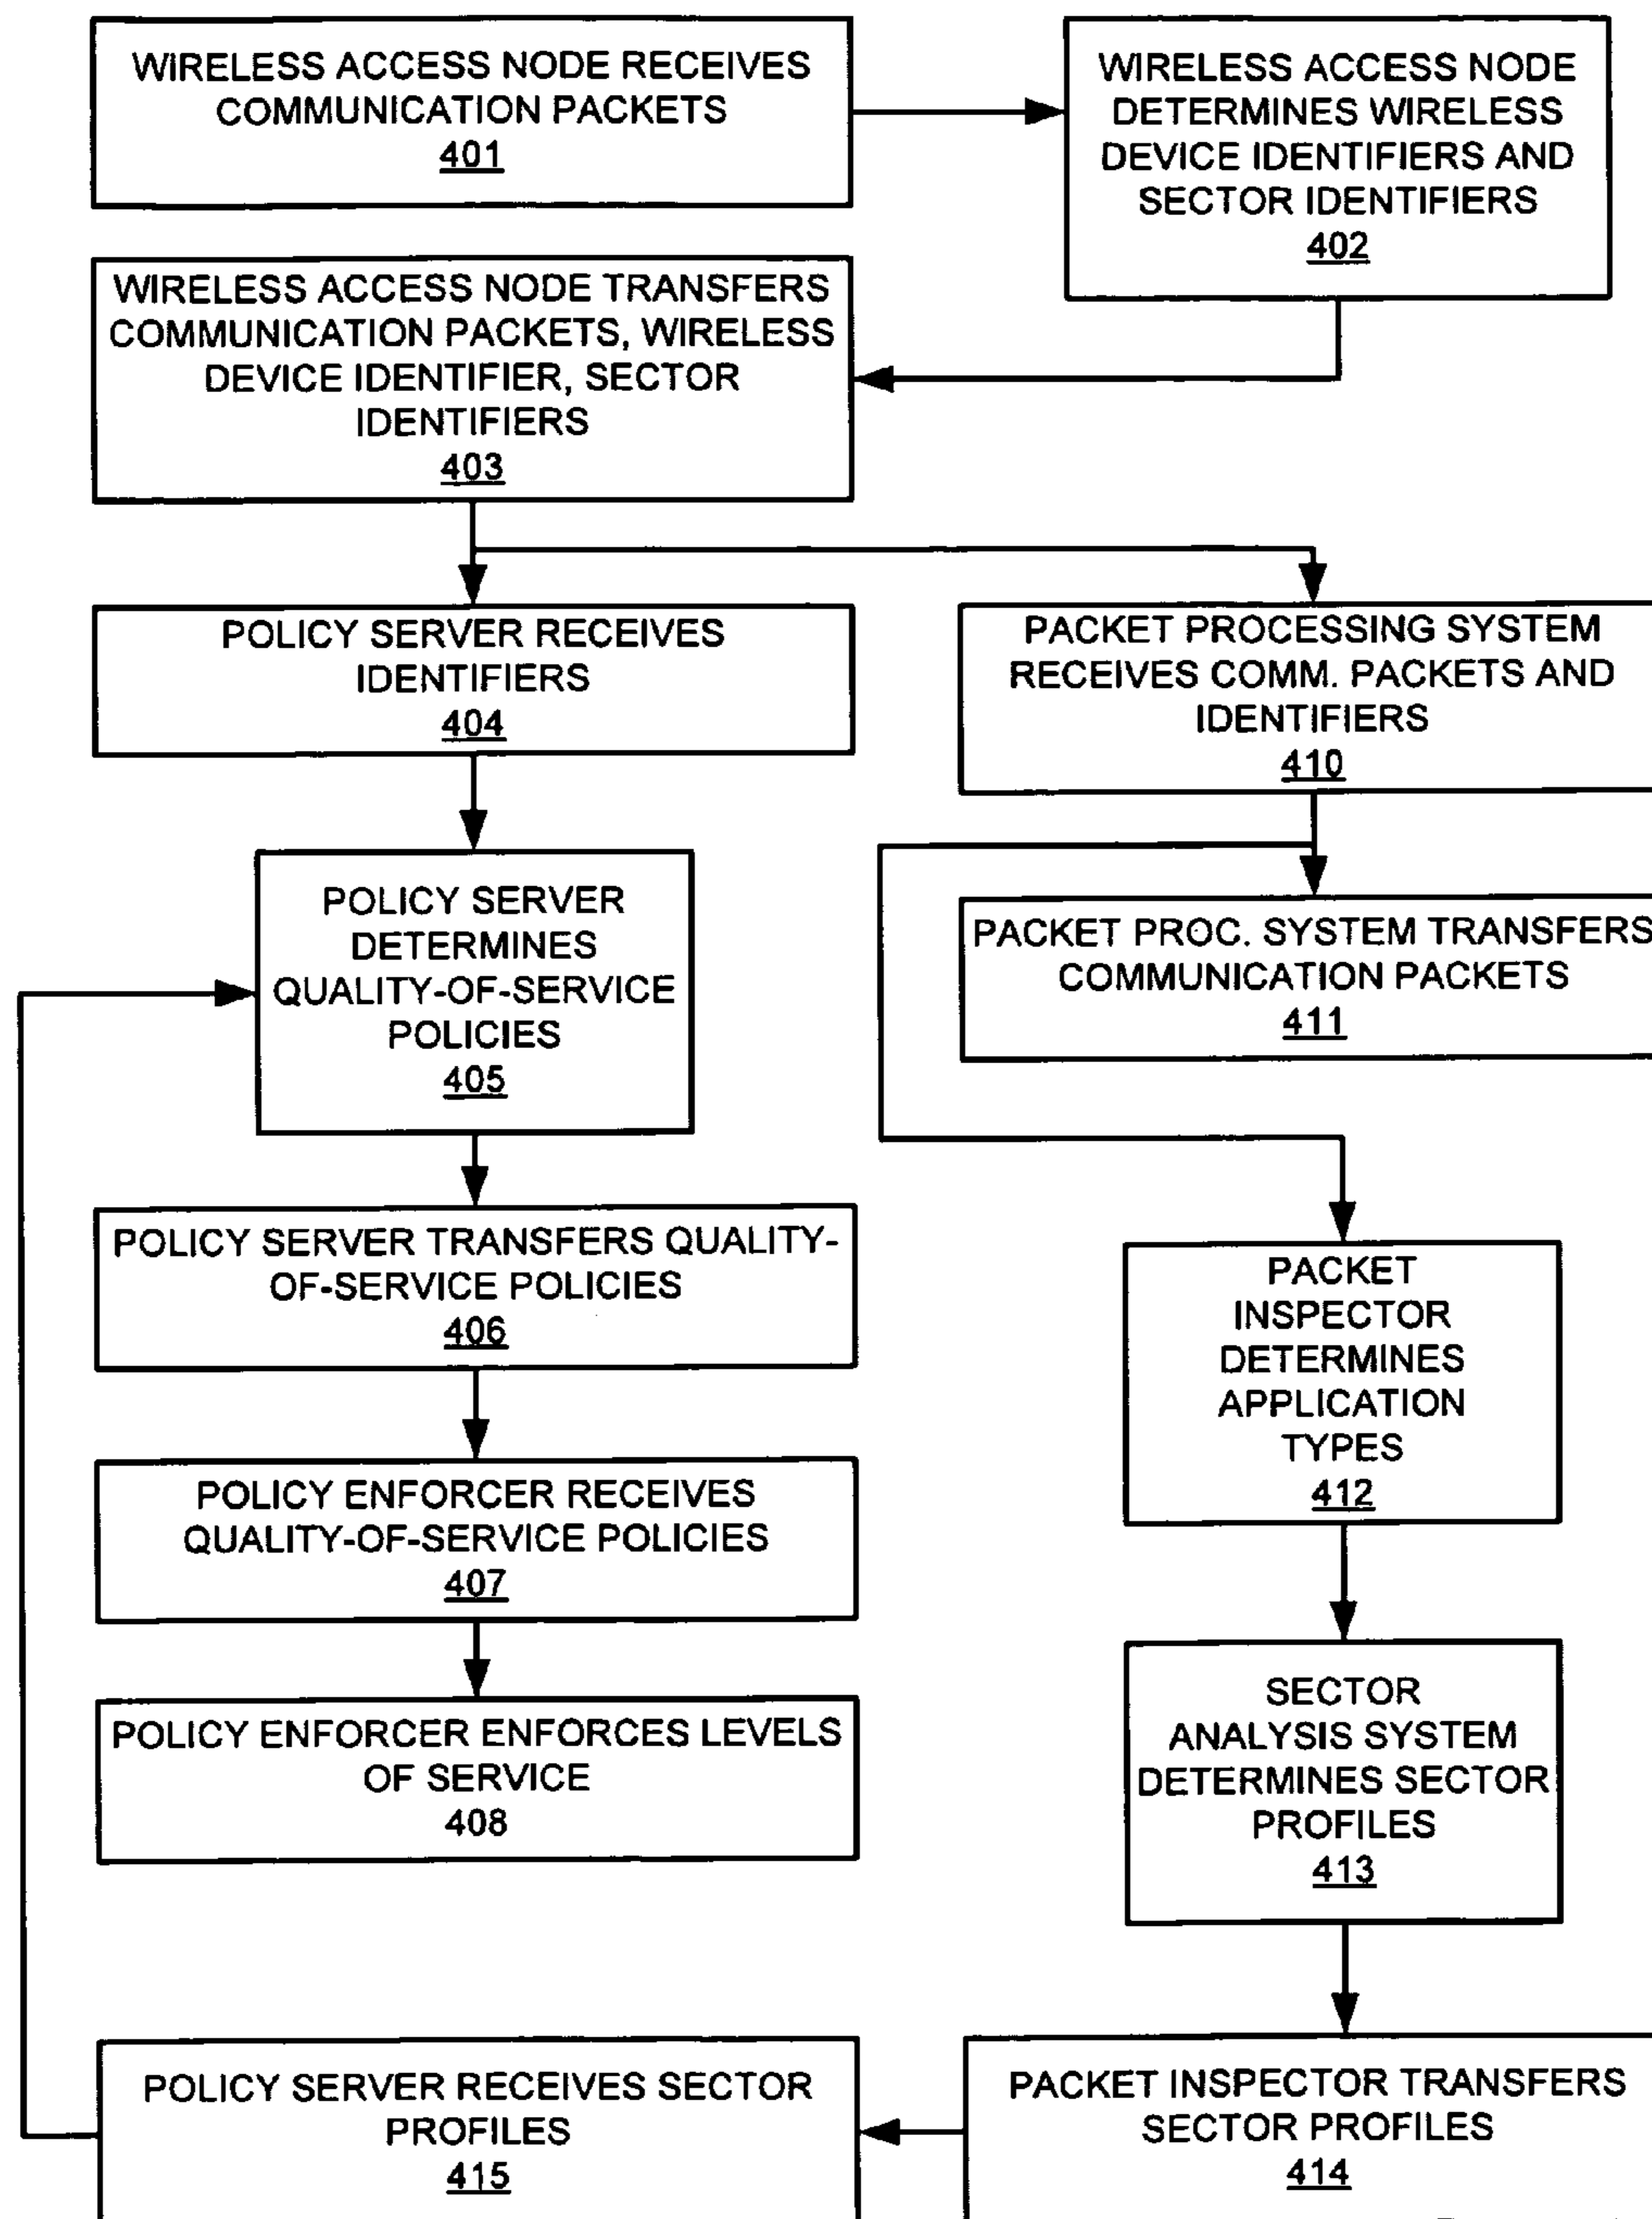 WIRELESS ACCESS NODE RECEIVES
COMMUNICATION PACKETS
401
WIRELESS ACCESS NODE
DETERMINES WIRELESS
DEVICE IDENTIFIERS AND
SECTOR IDENTIFIERS
402
WIRELESS ACCESS NODE TRANSFERS
COMMUNICATION PACKETS, WIRELESS
DEVICE IDENTIFIER, SECTOR
IDENTIFIERS
403
POLICY SERVER RECEIVES
IDENTIFIERS
404
PACKET PROCESSING SYSTEM
RECEIVES COMM. PACKETS AND
IDENTIFIERS
410
POLICY SERVER
DETERMINES
QUALITY-OF-SERVICE
POLICIES
405
PACKET PROC. SYSTEM TRANSFERS
COMMUNICATION PACKETS
411
POLICY SERVER TRANSFERS QUALITY-
OF-SERVICE POLICIES
406
PACKET
INSPECTOR
DETERMINES
APPLICATION
TYPES
412
POLICY ENFORCER RECEIVES
QUALITY-OF-SERVICE POLICIES
407
POLICY ENFORCER ENFORCES LEVELS
OF SERVICE
408
SECTOR
ANALYSIS SYSTEM
DETERMINES SECTOR
PROFILES
413
POLICY SERVER RECEIVES SECTOR
PROFILES
415
PACKET INSPECTOR TRANSFERS
SECTOR PROFILES
414